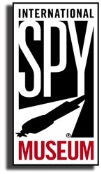 INTERNATIONAL
SPY
®
MUSEUM